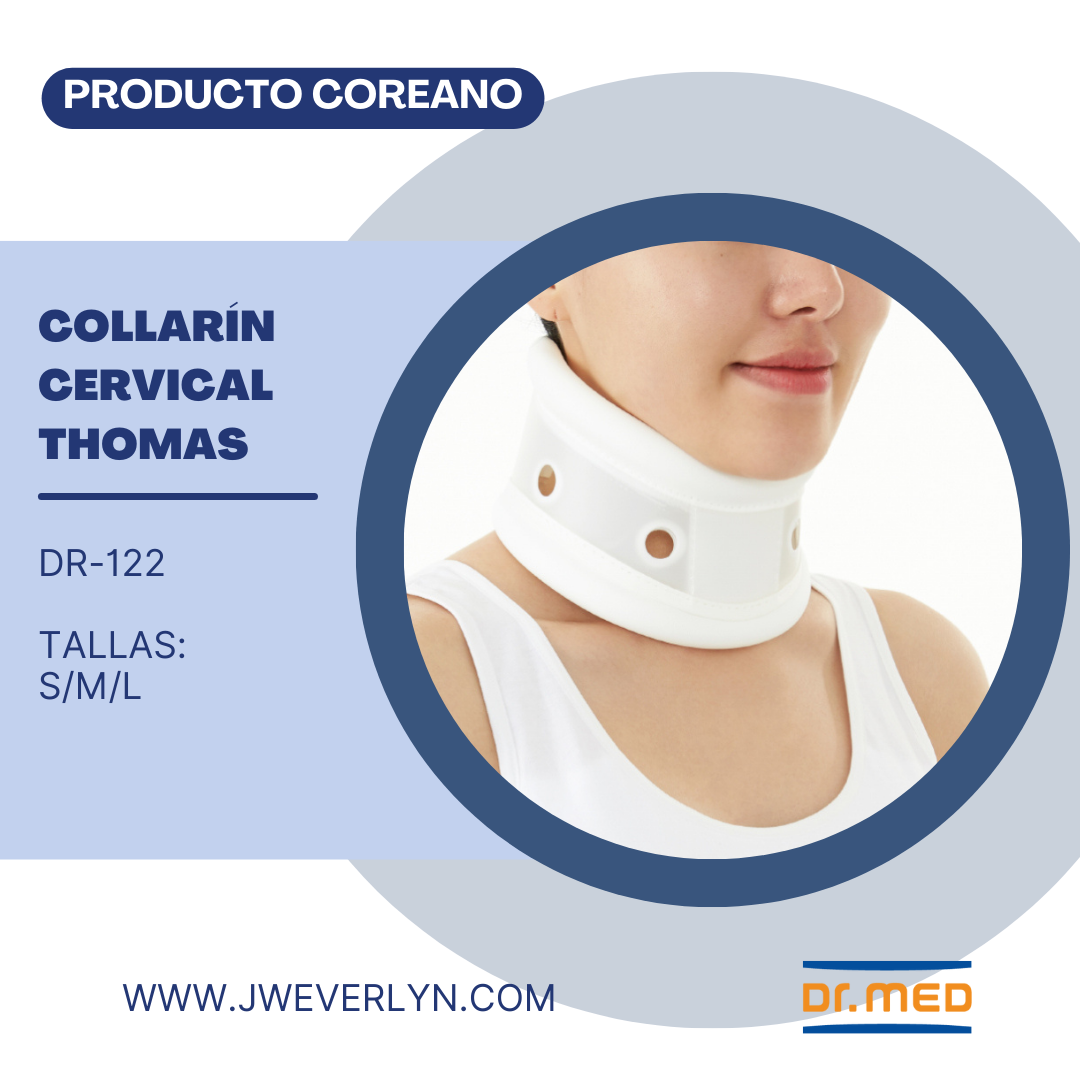 PRODUCTO COREANO
COLLARÍN
CERVICAL
THOMAS
DR-122
TALLAS:
S/M/L
WWW.JWEVERLYN.COM
Dr.MED